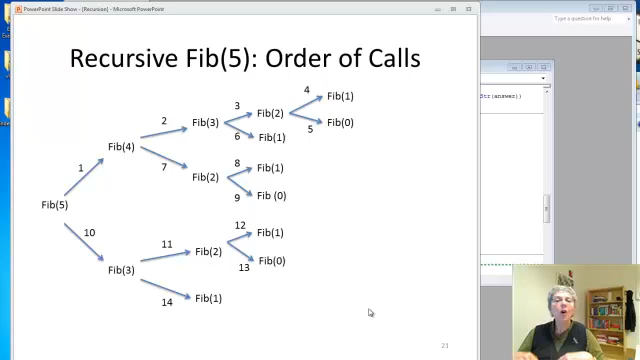 PowerPoint Slide Show - [Recursion] - Microsoft PowerPoint
Type a question for help
Recursive Fib(5): Order of Calls
Str(answer))
4
Fib(1)
3
Fib(2)
2
Fib(3)
5
Fib(0)
6
Fib(1)
Fib(4)
7
8
Fib(1)
1
Fib(2)
9
Fib (0)
Fib(5)
10
12
Fib(1)
11
Fib(2)
13
Fib(0)
Fib(3)
14
Fib(1)
21